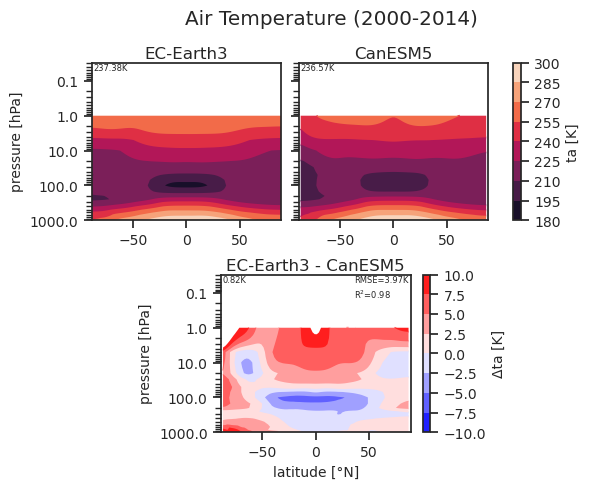 Air Temperature (2000-2014)
EC-Earth3
CanESM5
237.38K
236.57K
pressure [hPa]
0.1
1.0
10.0
100.0
1000.0
−50
0
50
−50
0
50
300
285
270
255
240
225
210
195
180
ta [K]
EC-Earth3 - CanESM5
0.82K
RMSE=3.97K
R²=0.98
pressure [hPa]
0.1
1.0
10.0
100.0
1000.0
−50
0
50
latitude [°N]
10.0
7.5
5.0
2.5
0.0
−2.5
−5.0
−7.5
−10.0
Δta [K]